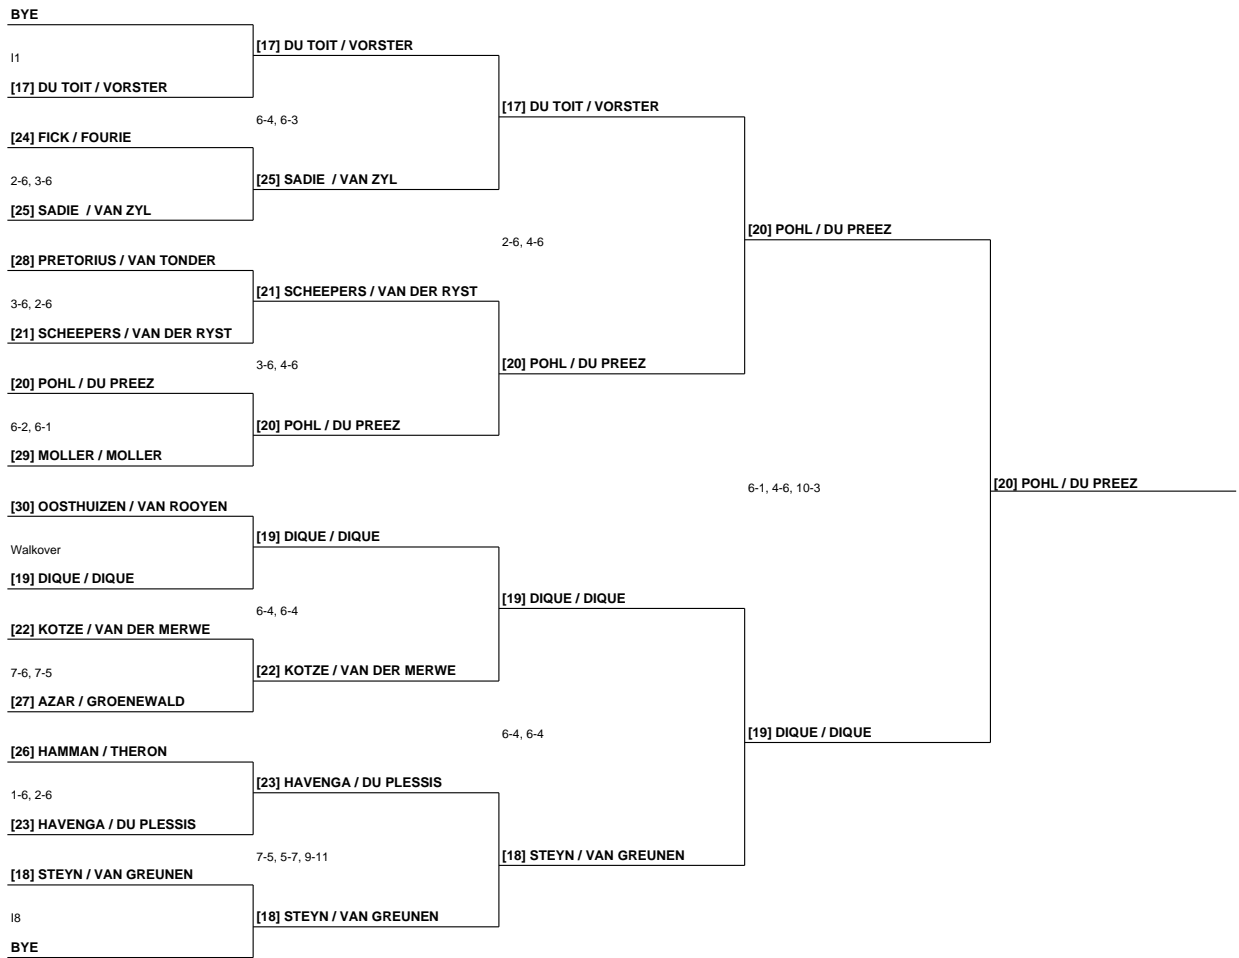 BYE
I1
[17] DU TOIT / VORSTER
[24] FICK / FOURIE
2-6, 3-6
[25] SADIE / VAN ZYL
[28] PRETORIUS / VAN TONDER
3-6, 2-6
[21] SCHEEPERS / VAN DER RYST
[20] POHL / DU PREEZ
6-2, 6-1
[29] MOLLER / MOLLER
[30] OOSTHUIZEN / VAN ROOYEN
Walkover
[19] DIQUE / DIQUE
[22] KOTZE / VAN DER MERWE
7-6, 7-5
[27] AZAR / GROENEWALD
[26] HAMMAN / THERON
1-6, 2-6
[23] HAVENGA / DU PLESSIS
[18] STEYN / VAN GREUNEN
I8
BYE
[17] DU TOIT / VORSTER
6-4, 6-3
[25] SADIE / VAN ZYL
[21] SCHEEPERS / VAN DER RYST
3-6, 4-6
[20] POHL / DU PREEZ
[19] DIQUE / DIQUE
6-4, 6-4
[22] KOTZE / VAN DER MERWE
[23] HAVENGA / DU PLESSIS
7-5, 5-7, 9-11
[18] STEYN / VAN GREUNEN
[17] DU TOIT / VORSTER
2-6, 4-6
[20] POHL / DU PREEZ
[19] DIQUE / DIQUE
6-4, 6-4
[18] STEYN / VAN GREUNEN
[20] POHL / DU PREEZ
6-1, 4-6, 10-3
[19] DIQUE / DIQUE
[20] POHL / DU PREEZ